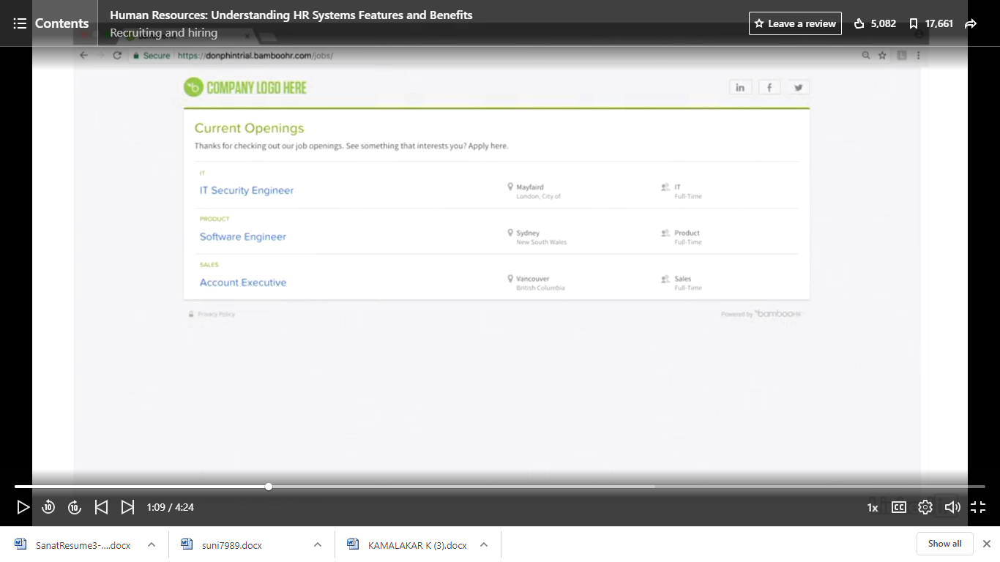 Contents
Human Resources: Understanding HR Systems Features and Benefits
Recruiting and hiring
Leave a review
5,082
17,661
Secure https://donphintrial.bamboohr.com/jobs/
COMPANY LOGO HERE
in f
Current Openings
Thanks for checking out our job openings. See something that interests you? Apply here.
IT
IT Security Engineer
Mayfaird
London, City of
IT
Full-Time
PRODUCT
Software Engineer
Sydney
New South Wales
Product
Full-Time
SALES
Account Executive
Vancouver
British Columbia
Sales
Full-Time
Privacy Policy
Powered by bambooHR
10 10 1:09 / 4:24
1x CC
SanatResume3-....docx
suni7989.docx
KAMALAKAR K (3).docx
Show all